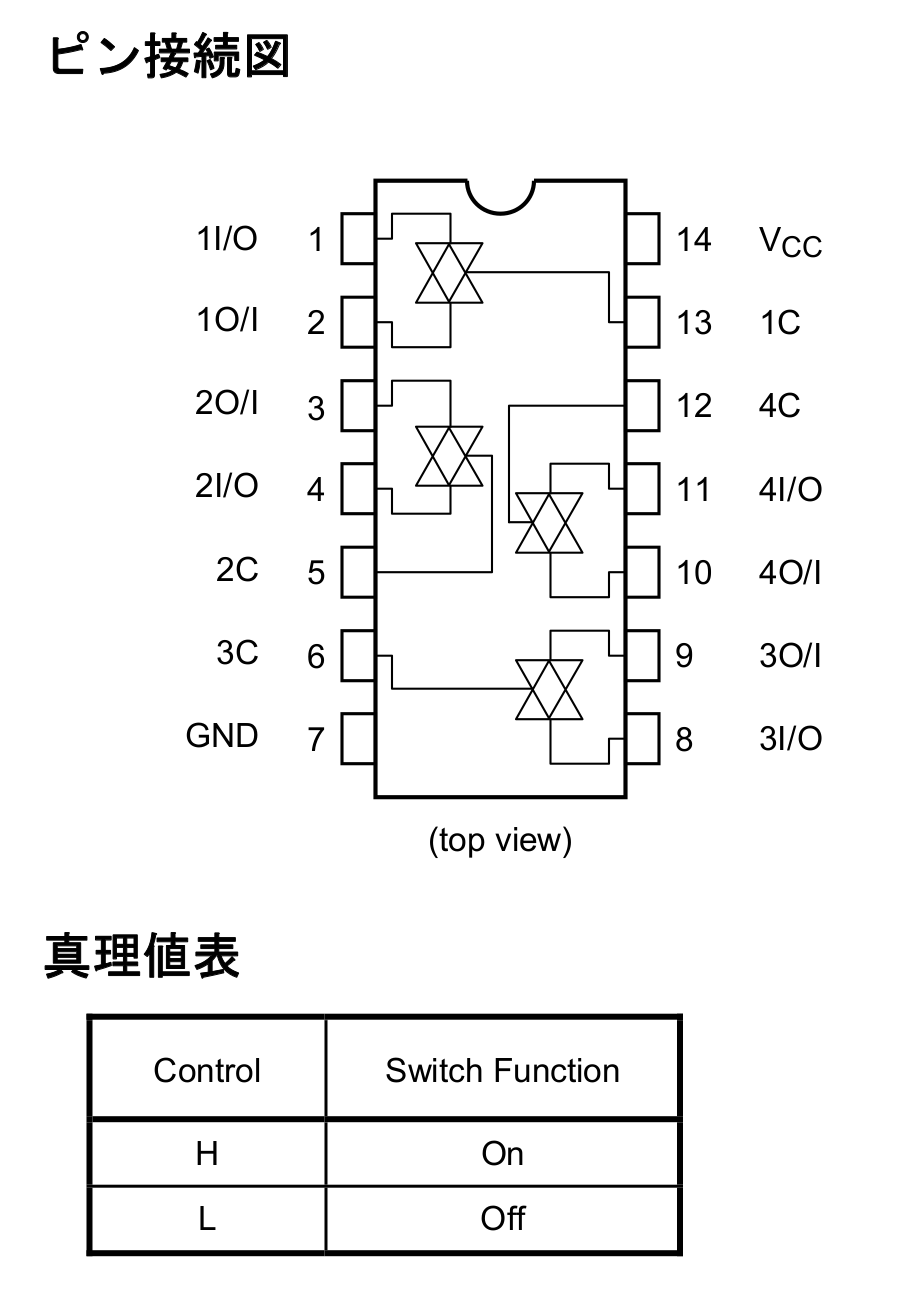 ピン接続図
1I/O 1 14 VCC
1O/I 2 13 1C
2O/I 3 12 4C
2I/O 4 11 4I/O
2C 5 10 4O/I
3C 6 9 3O/I
GND 7 8 3I/O
(top view)
真理値表
Control Switch Function
H On
L Off